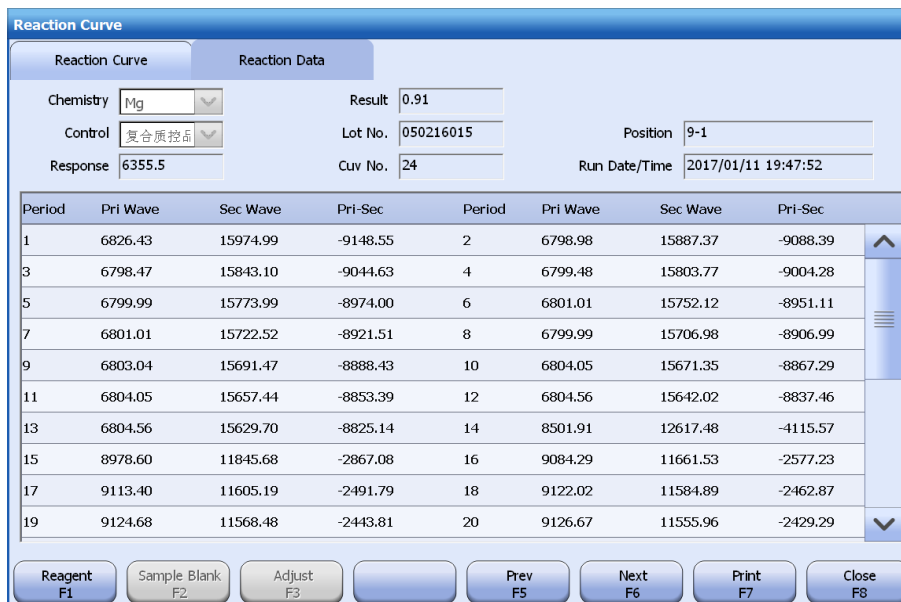 Reaction Curve
Reaction Curve Reaction Data
Chemistry Mg Result 0.91
Control 复合质控品 Lot No. 050216015 Position 9-1
Response 6355.5 Cuv No. 24 Run Date/Time 2017/01/11 19:47:52
Period Pri Wave Sec Wave Pri-Sec Period Pri Wave Sec Wave Pri-Sec
1 6826.43 15974.99 -9148.55 2 6798.98 15887.37 -9088.39
3 6798.47 15843.10 -9044.63 4 6799.48 15803.77 -9004.28
5 6799.99 15773.99 -8974.00 6 6801.01 15752.12 -8951.11
7 6801.01 15722.52 -8921.51 8 6799.99 15706.98 -8906.99
9 6803.04 15691.47 -8888.43 10 6804.05 15671.35 -8867.29
11 6804.05 15657.44 -8853.39 12 6804.56 15642.02 -8837.46
13 6804.56 15629.70 -8825.14 14 8501.91 12617.48 -4115.57
15 8978.60 11845.68 -2867.08 16 9084.29 11661.53 -2577.23
17 9113.40 11605.19 -2491.79 18 9122.02 11584.89 -2462.87
19 9124.68 11568.48 -2443.81 20 9126.67 11555.96 -2429.29
Reagent Sample Blank Adjust Prev Next Print Close
F1 F2 F3 F5 F6 F7 F8